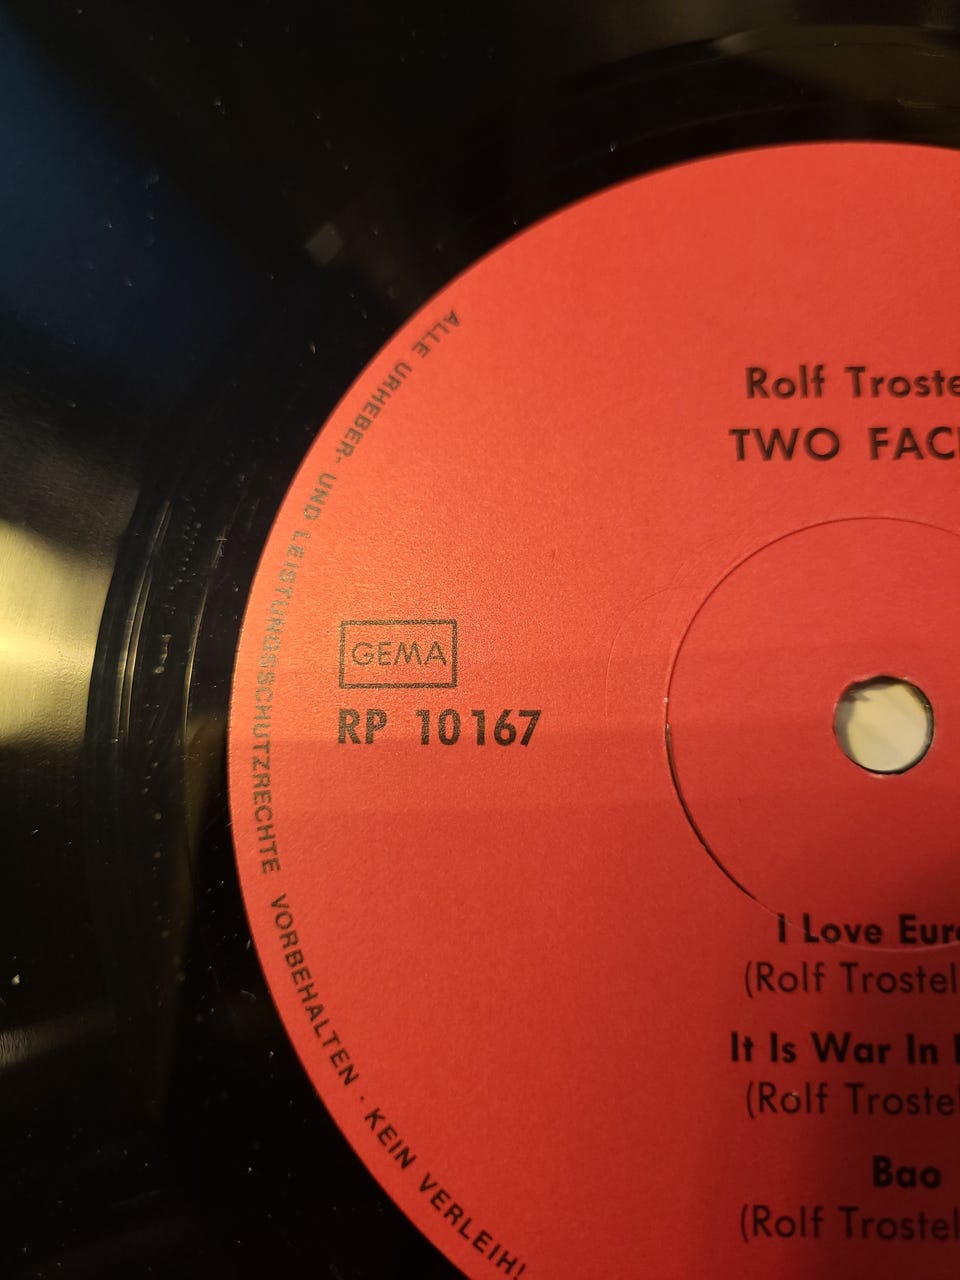 ALLE URHEBER- UND LEISTUNGSSCHUTZRECHTE VORBEHALTEN · KEIN VERLEIH!
Rolf Troste
TWO FAC
GEMA
RP 10167
I Love Eur
(Rolf Trostel
It Is War In
(Rolf Trostel
Bao
(Rolf Trostel